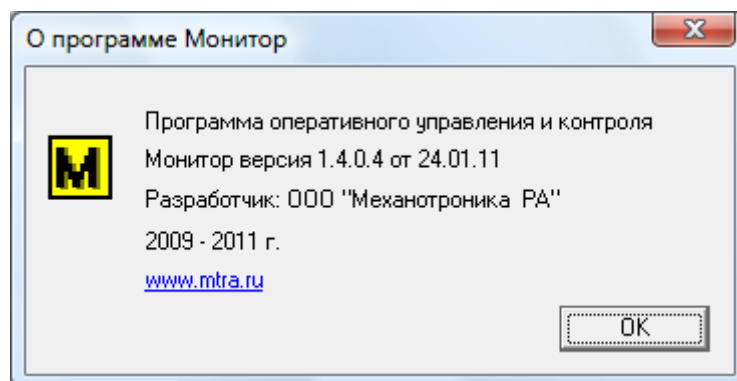 О программе Монитор
Программа оперативного управления и контроля
М
Монитор версия 1.4.0.4 от 24.01.11
Разработчик: ООО "Механотроника РА"
2009 - 2011 г.
www.mtra.ru
OK